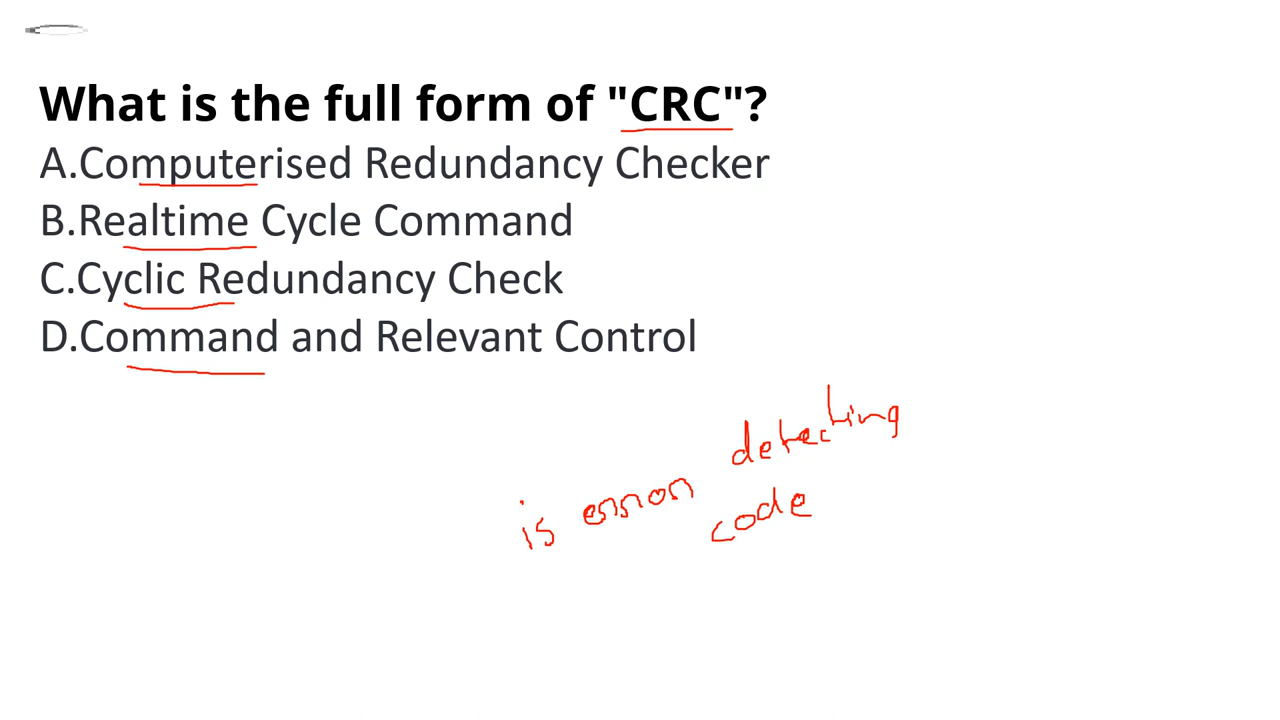 What is the full form of "CRC"?
A.Computerised Redundancy Checker
B.Realtime Cycle Command
C.Cyclic Redundancy Check
D.Command and Relevant Control
is error detecting
code